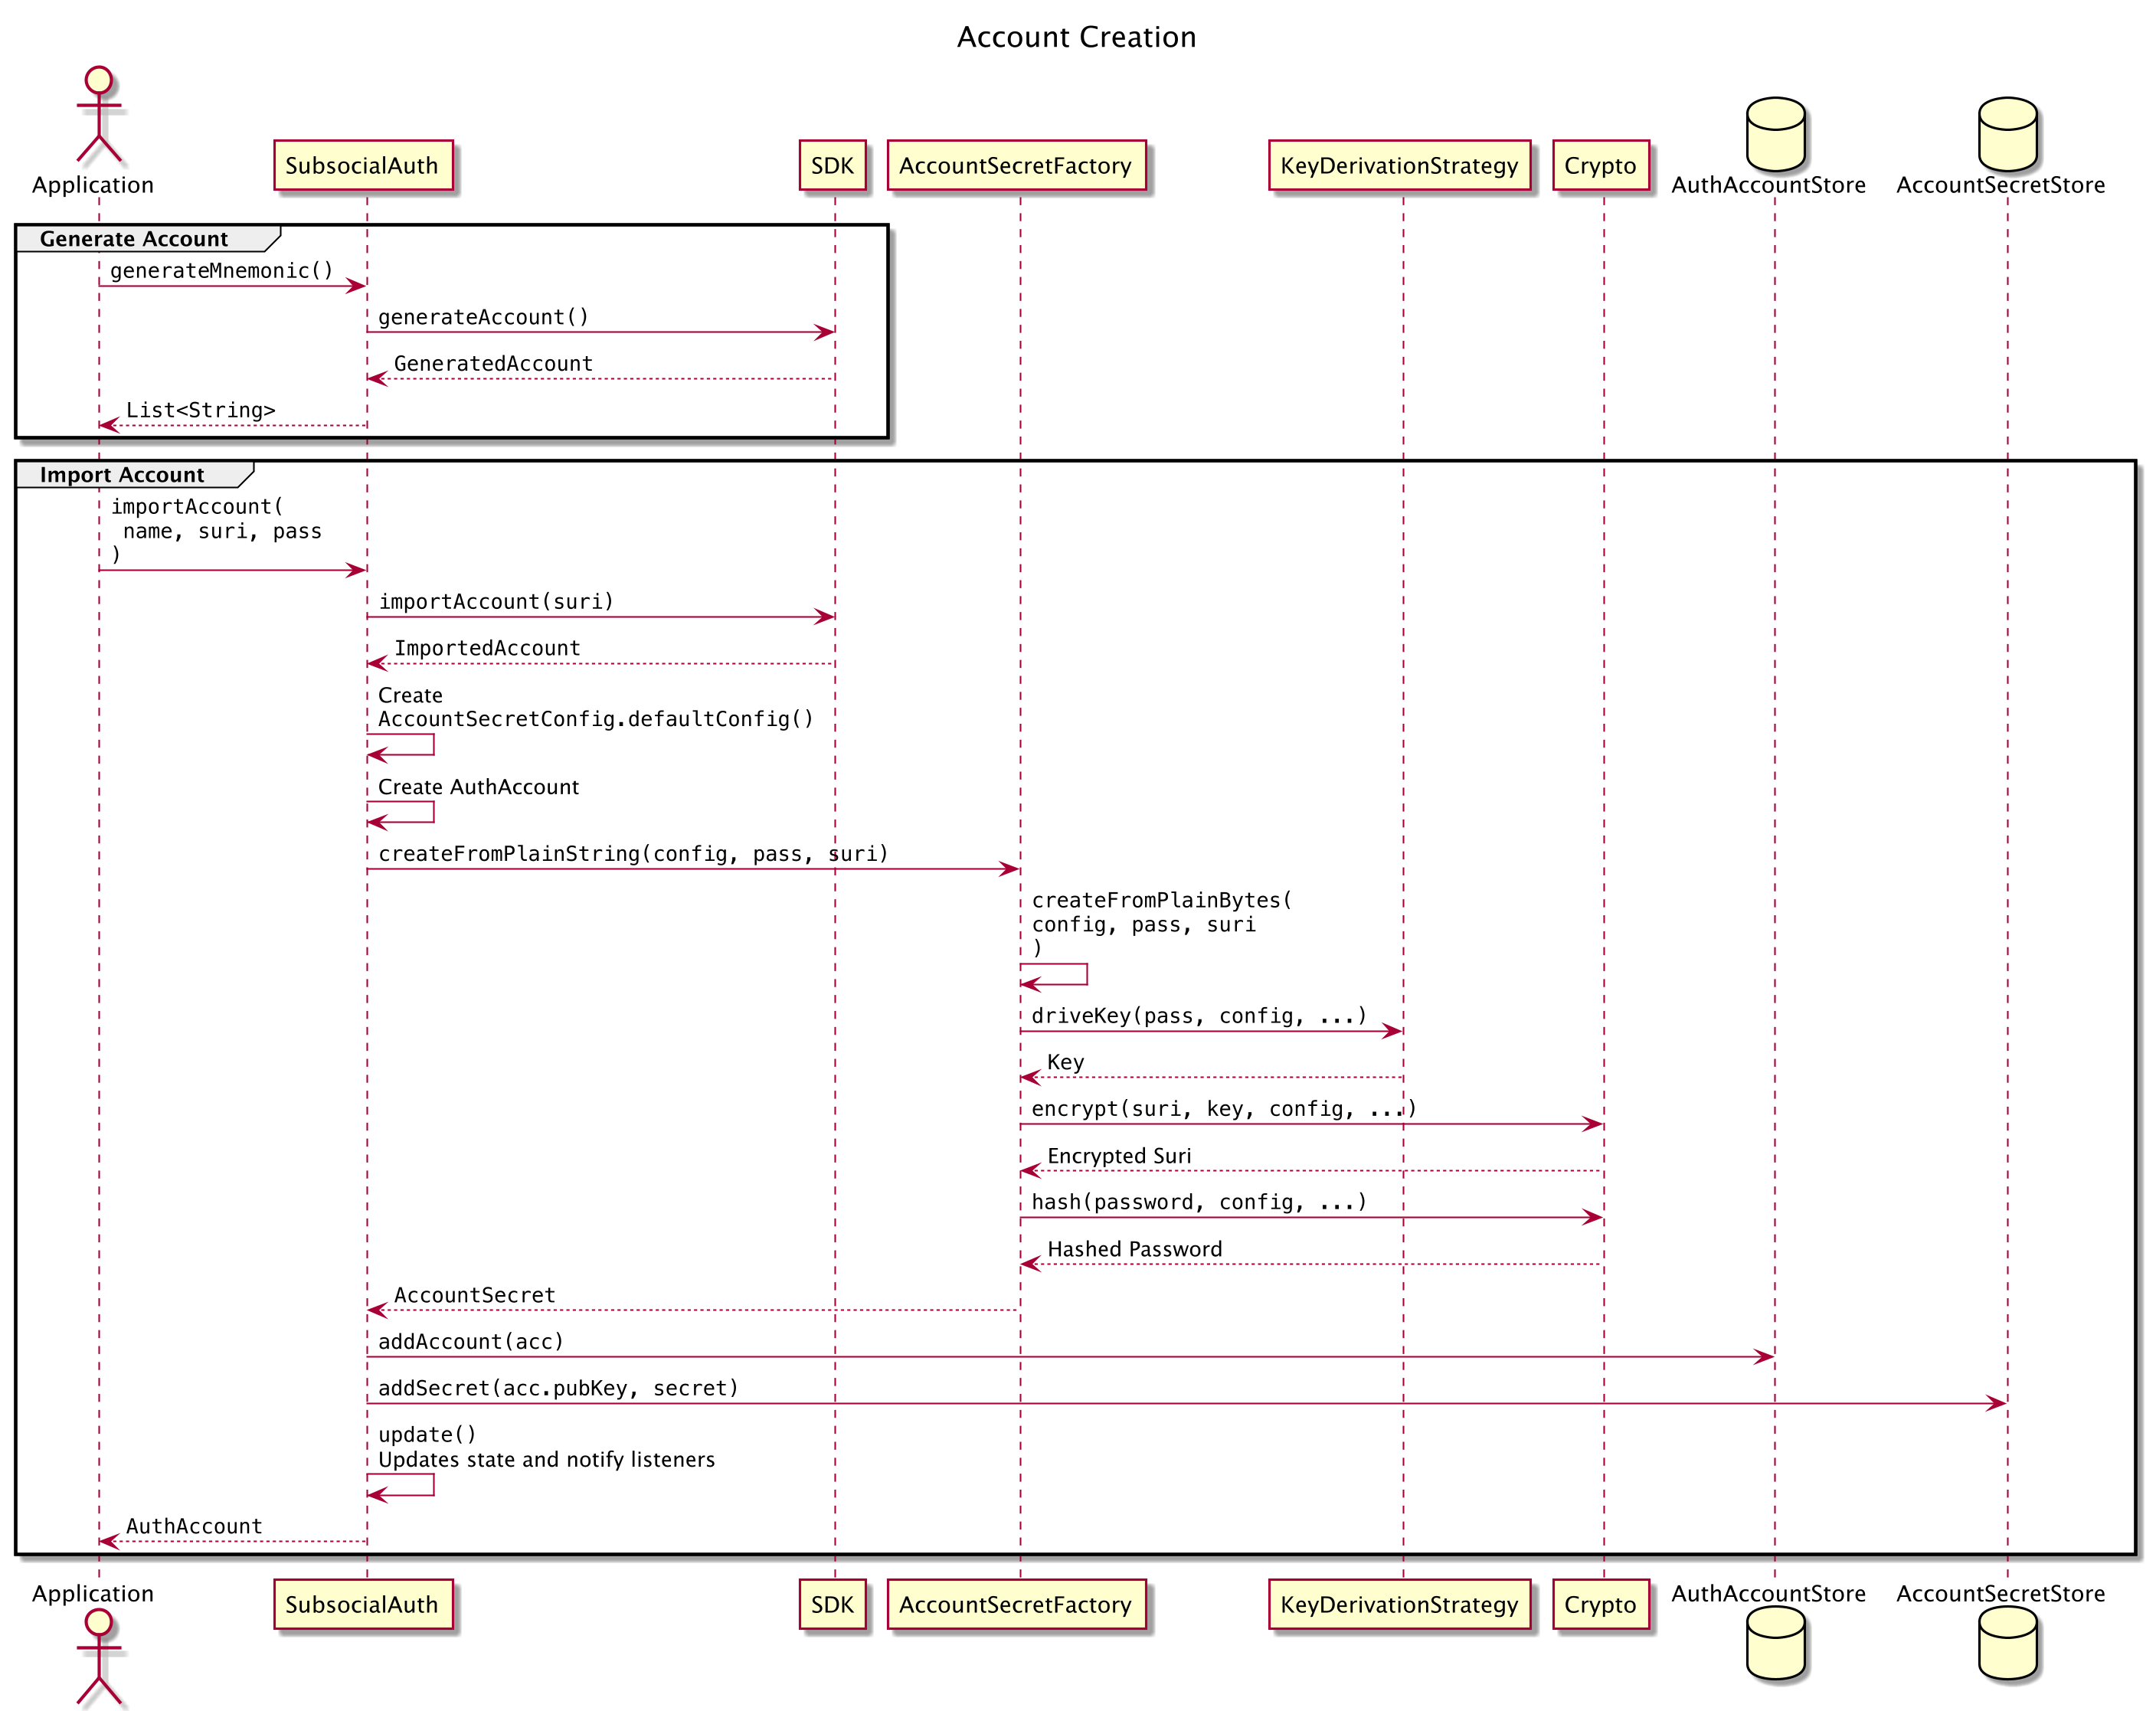 Account Creation
Application
SubsocialAuth
SDK
AccountSecretFactory
KeyDerivationStrategy
Crypto
AuthAccountStore
AccountSecretStore
Generate Account
generateMnemonic()
generateAccount()
GeneratedAccount
List<String>
Import Account
importAccount(
name, suri, pass
)
importAccount(suri)
ImportedAccount
Create
AccountSecretConfig.defaultConfig()
Create AuthAccount
createFromPlainString(config, pass, suri)
createFromPlainBytes(
config, pass, suri
)
driveKey(pass, config, ...)
Key
encrypt(suri, key, config, ...)
Encrypted Suri
hash(password, config, ...)
Hashed Password
AccountSecret
addAccount(acc)
addSecret(acc.pubKey, secret)
update()
Updates state and notify listeners
AuthAccount
Application
SubsocialAuth
SDK
AccountSecretFactory
KeyDerivationStrategy
Crypto
AuthAccountStore
AccountSecretStore